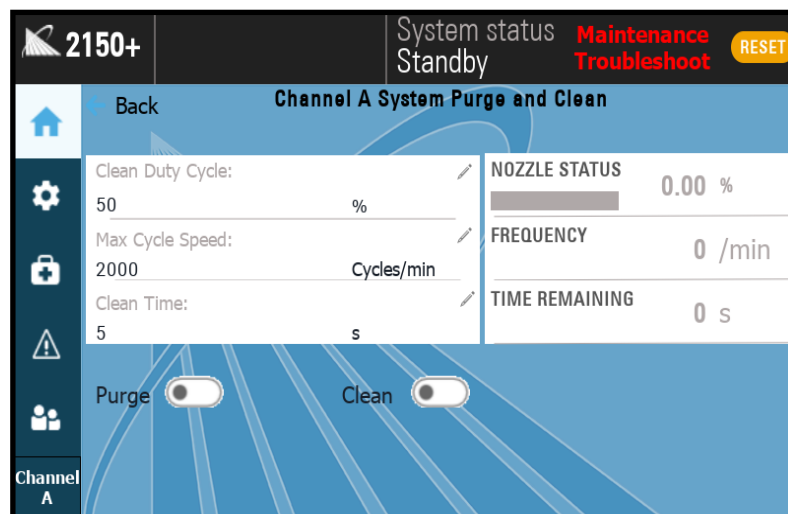 2150+
System status
Standby
Maintenance
Troubleshoot
RESET
Back
Channel A System Purge and Clean
Clean Duty Cycle:
50 %
Max Cycle Speed:
2000 Cycles/min
Clean Time:
5 s
NOZZLE STATUS
0.00 %
FREQUENCY
0 /min
TIME REMAINING
0 s
Purge
Clean
Channel
A